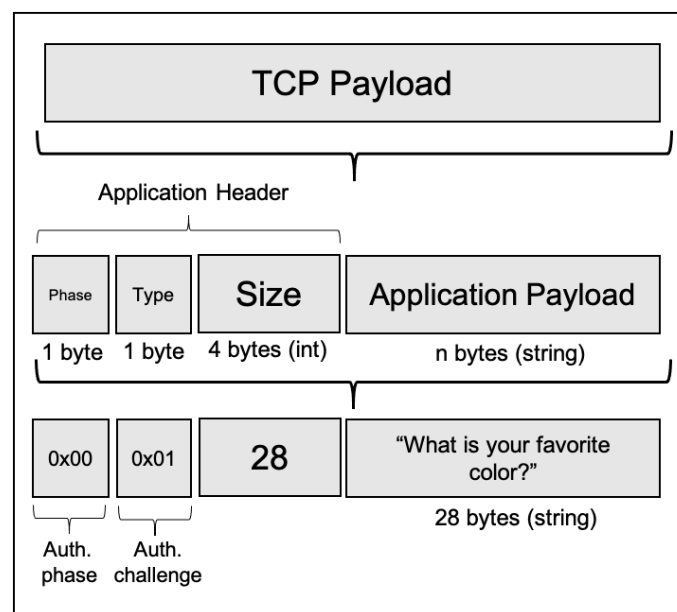 TCP Payload
Application Header
Phase
Type
Size
Application Payload
1 byte
1 byte
4 bytes (int)
n bytes (string)
0x00
0x01
28
“What is your favorite
color?”
28 bytes (string)
Auth.
phase
Auth.
challenge